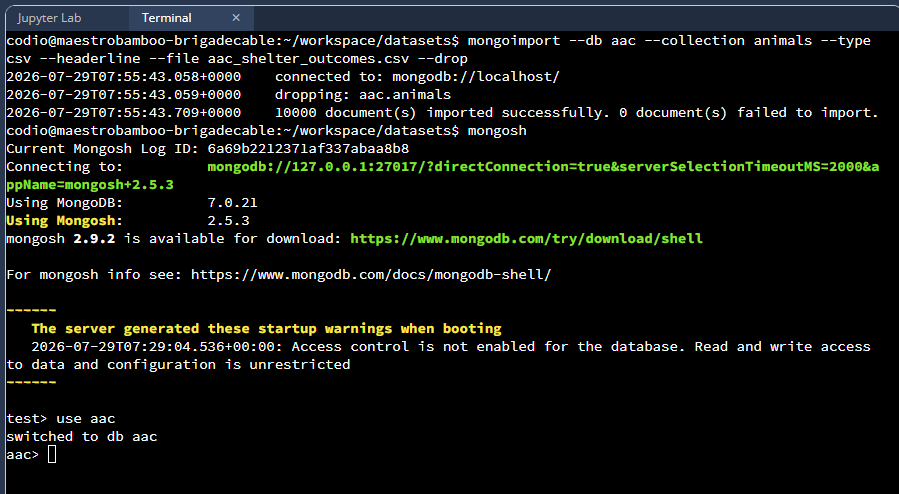 Jupyter Lab
Terminal ×
codio@maestrobamboo-brigadecable:~/workspace/datasets$ mongoimport --db aac --collection animals --type
csv --headerline --file aac_shelter_outcomes.csv --drop
2026-07-29T07:55:43.058+0000    connected to: mongodb://localhost/
2026-07-29T07:55:43.059+0000    dropping: aac.animals
2026-07-29T07:55:43.709+0000    10000 document(s) imported successfully. 0 document(s) failed to import.
codio@maestrobamboo-brigadecable:~/workspace/datasets$ mongosh
Current Mongosh Log ID: 6a69b2212371af337abaa8b8
Connecting to:          mongodb://127.0.0.1:27017/?directConnection=true&serverSelectionTimeoutMS=2000&a
ppName=mongosh+2.5.3
Using MongoDB:          7.0.21
Using Mongosh:          2.5.3
mongosh 2.9.2 is available for download: https://www.mongodb.com/try/download/shell
For mongosh info see: https://www.mongodb.com/docs/mongodb-shell/
------
   The server generated these startup warnings when booting
   2026-07-29T07:29:04.536+00:00: Access control is not enabled for the database. Read and write access
to data and configuration is unrestricted
------
test> use aac
switched to db aac
aac>